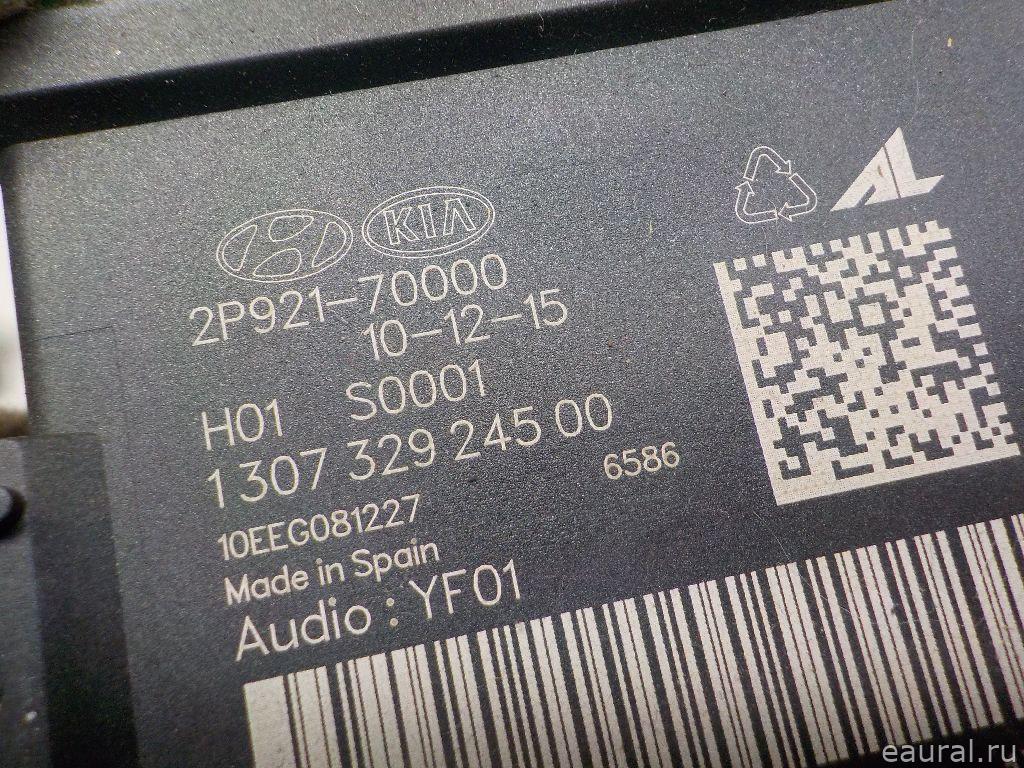 KIA
2P921-70000
10-12-15
H01 S0001
1 307 329 245 00
6586
10EEG081227
Made in Spain
Audio : YF01
eaural.ru